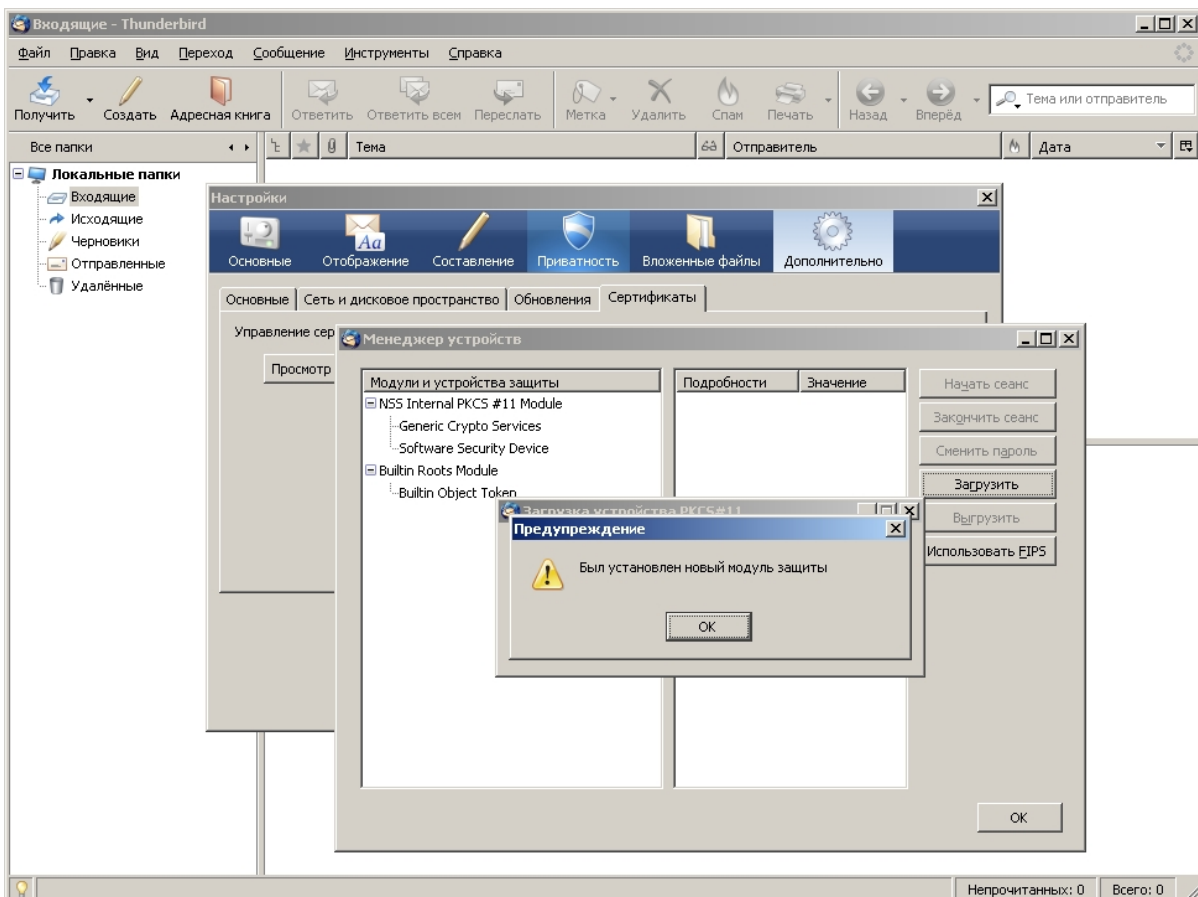 Входящие - Thunderbird
Файл Правка Вид Переход Сообщение Инструменты Справка
Получить Создать Адресная книга Ответить Ответить всем Переслать Метка Удалить Спам Печать Назад Вперёд Тема или отправитель
Все папки Тема Отправитель Дата
Локальные папки
Входящие
Исходящие
Черновики
Отправленные
Удалённые
Настройки
Основные Отображение Составление Приватность Вложенные файлы Дополнительно
Основные Сеть и дисковое пространство Обновления Сертификаты
Управление сер
Просмотр
Менеджер устройств
Модули и устройства защиты Подробности Значение
NSS Internal PKCS #11 Module
Generic Crypto Services
Software Security Device
Builtin Roots Module
Builtin Object Token
Начать сеанс
Закончить сеанс
Сменить пароль
Загрузить
Выгрузить
Использовать FIPS
Загрузка устройства PKCS#11
Предупреждение
Был установлен новый модуль защиты
OK
OK
Непрочитанных: 0 Всего: 0